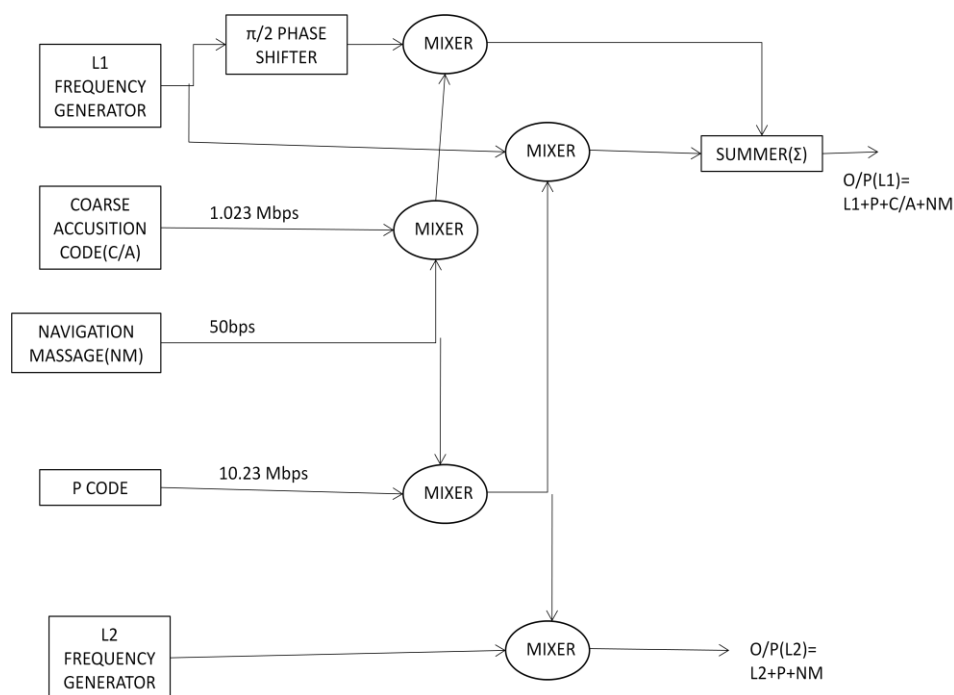 π/2 PHASE
SHIFTER
MIXER
L1
FREQUENCY
GENERATOR
MIXER
SUMMER(Σ)
O/P(L1)=
L1+P+C/A+NM
COARSE
ACCUSITION
CODE(C/A)
1.023 Mbps
MIXER
NAVIGATION
MASSAGE(NM)
50bps
P CODE
10.23 Mbps
MIXER
L2
FREQUENCY
GENERATOR
MIXER
O/P(L2)=
L2+P+NM